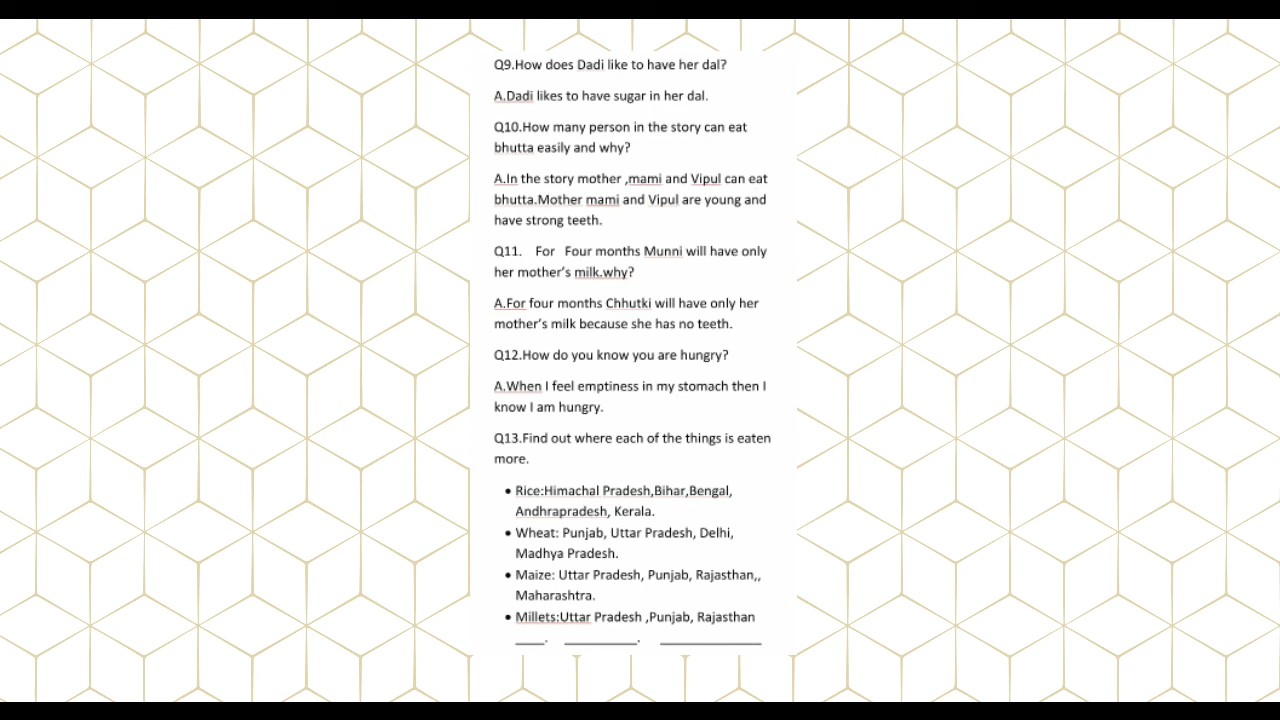 Q9.How does Dadi like to have her dal?
A.Dadi likes to have sugar in her dal.
Q10.How many person in the story can eat
bhutta easily and why?
A.In the story mother ,mami and Vipul can eat
bhutta.Mother mami and Vipul are young and
have strong teeth.
Q11. For Four months Munni will have only
her mother's milk.why?
A.For four months Chhutki will have only her
mother's milk because she has no teeth.
Q12.How do you know you are hungry?
A.When I feel emptiness in my stomach then I
know I am hungry.
Q13.Find out where each of the things is eaten
more.
• Rice:Himachal Pradesh,Bihar,Bengal,
Andhrapradesh, Kerala.
• Wheat: Punjab, Uttar Pradesh, Delhi,
Madhya Pradesh.
• Maize: Uttar Pradesh, Punjab, Rajasthan,,
Maharashtra.
• Millets:Uttar Pradesh ,Punjab, Rajasthan
____. __________. ______________